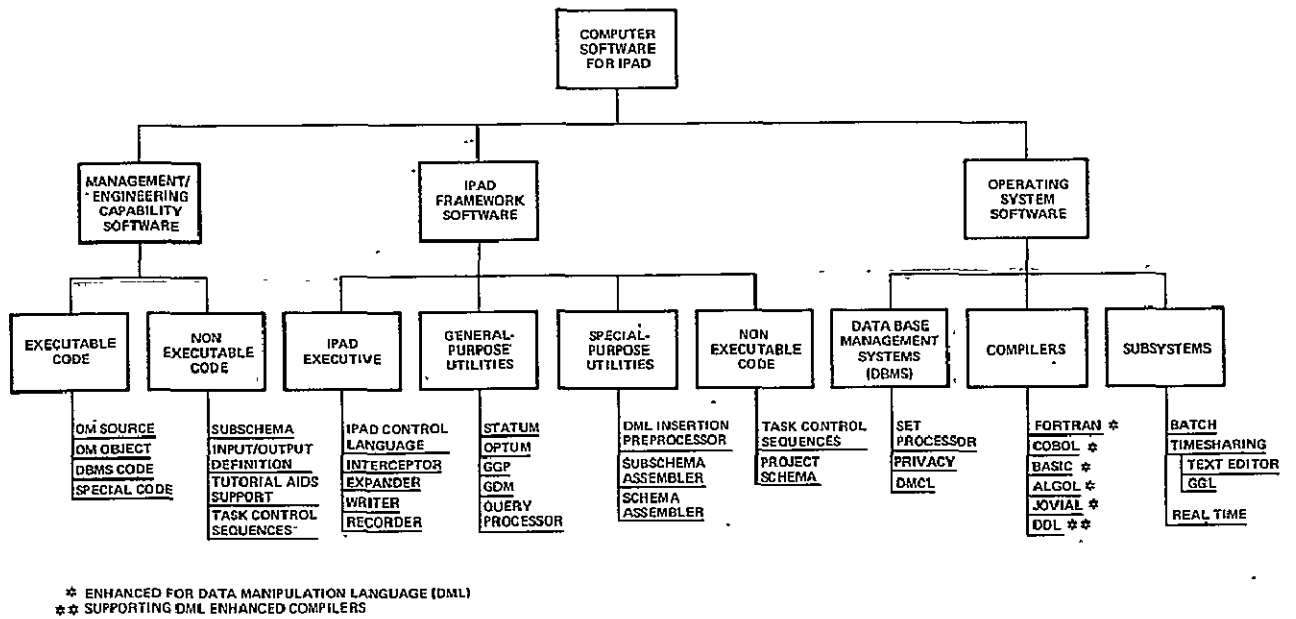 COMPUTER
SOFTWARE
FOR IPAD
MANAGEMENT/
ENGINEERING
CAPABILITY
SOFTWARE
IPAD
FRAMEWORK
SOFTWARE
OPERATING
SYSTEM
SOFTWARE
EXECUTABLE
CODE
NON
EXECUTABLE
CODE
IPAD
EXECUTIVE
GENERAL-
PURPOSE
UTILITIES
SPECIAL-
PURPOSE
UTILITIES
NON
EXECUTABLE
CODE
DATA BASE
MANAGEMENT
SYSTEMS
(DBMS)
COMPILERS
SUBSYSTEMS
OM SOURCE
OM OBJECT
DBMS CODE
SPECIAL CODE
SUBSCHEMA
INPUT/OUTPUT
DEFINITION
TUTORIAL AIDS
SUPPORT
TASK CONTROL
SEQUENCES
IPAD CONTROL
LANGUAGE
INTERCEPTOR
EXPANDER
WRITER
RECORDER
STATUM
OPTUM
GGP
GDM
QUERY
PROCESSOR
DML INSERTION
PREPROCESSOR
SUBSCHEMA
ASSEMBLER
SCHEMA
ASSEMBLER
TASK CONTROL
SEQUENCES
PROJECT
SCHEMA
SET
PROCESSOR
PRIVACY
DMCL
FORTRAN *
COBOL *
BASIC *
ALGOL *
JOVIAL *
DDL **
BATCH
TIMESHARING
TEXT EDITOR
GGL
REAL TIME
* ENHANCED FOR DATA MANIPULATION LANGUAGE (DML)
** SUPPORTING DML ENHANCED COMPILERS